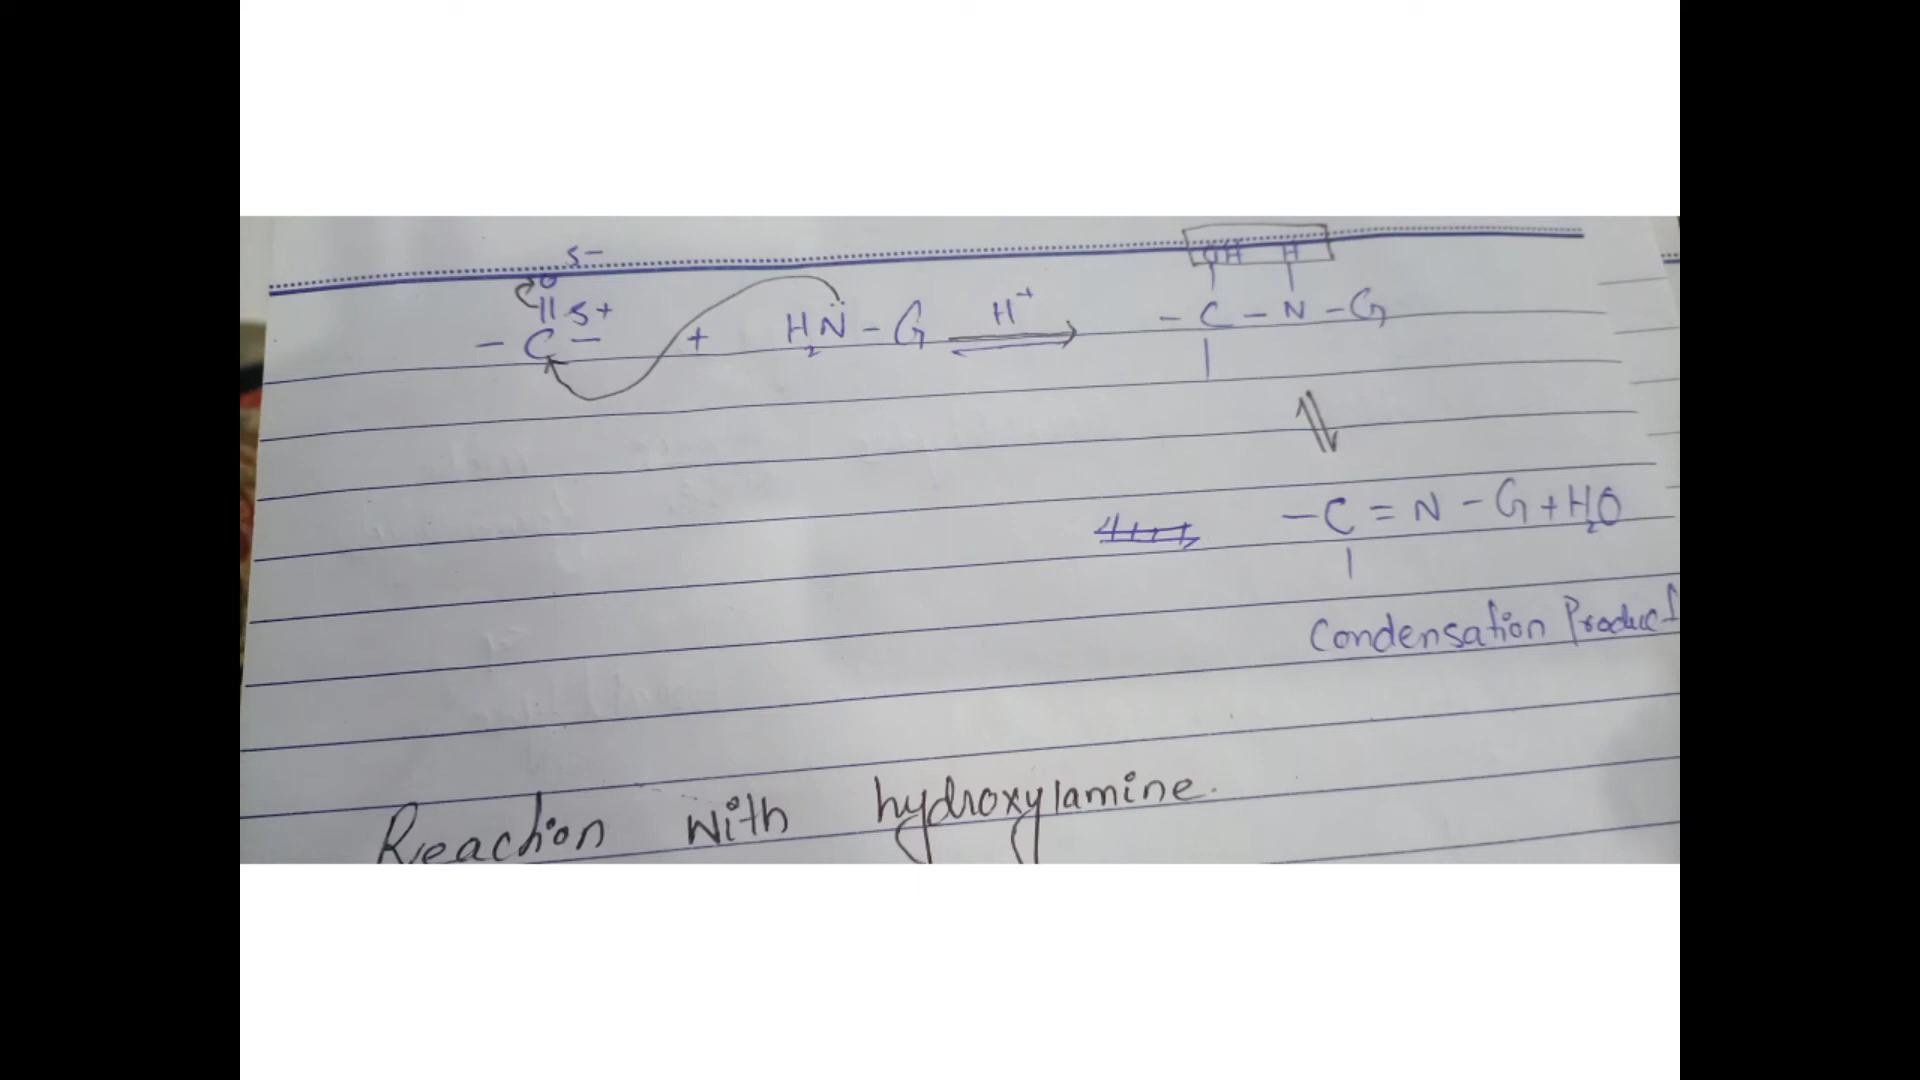 δ-
O OH H
|| δ+ | |
- C - + H₂N̈ - G ⇌ H⁺ - C - N - G
|
⇌
- C = N - G + H₂O
|
Condensation Product
Reaction with hydroxylamine.